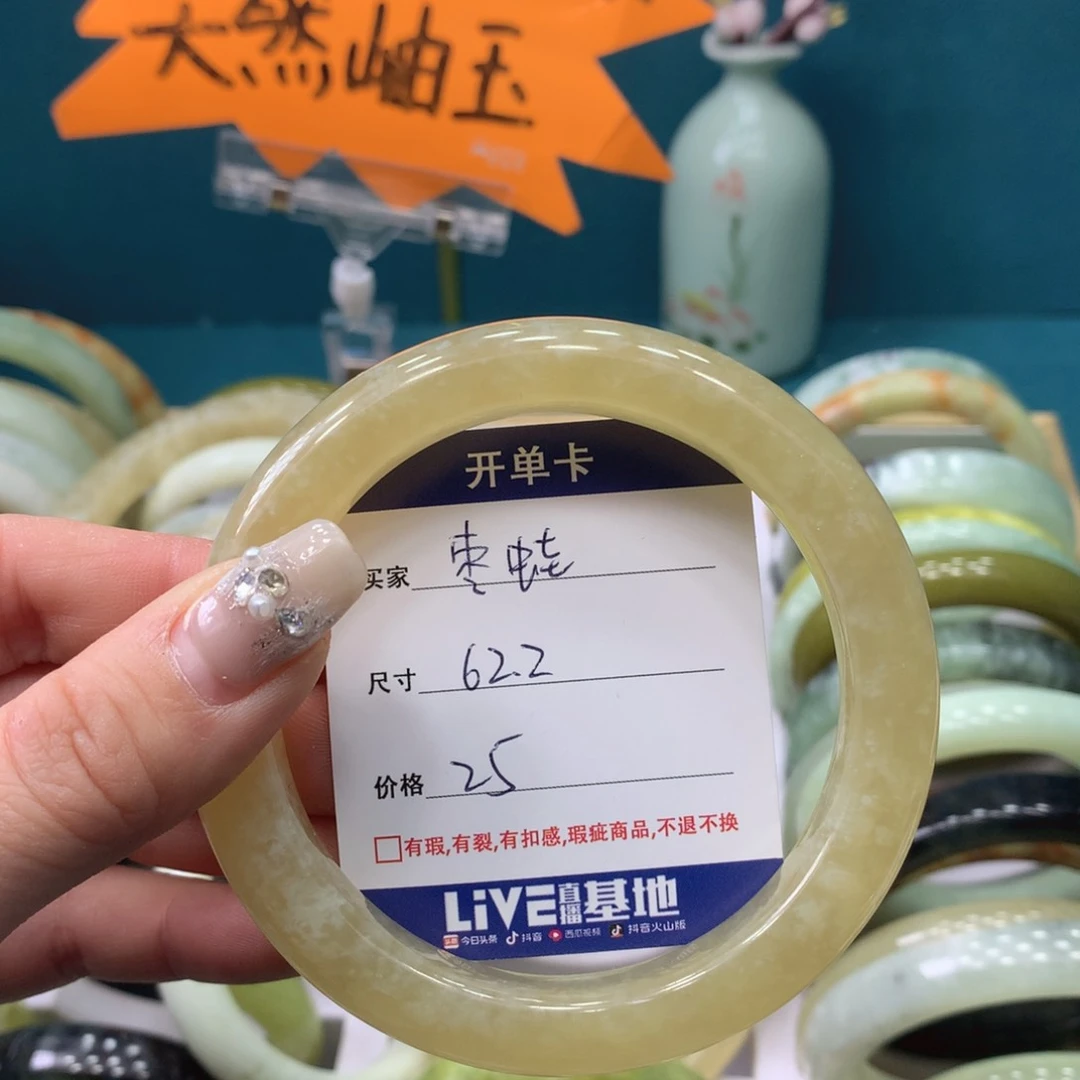 天然岫玉
开单卡
买家 枣
尺寸 62.2
价格 25
□有瑕,有裂,有扣感,瑕疵商品,不退不换
LiVE直播基地
头条 今日头条 抖音 西瓜视频 抖音火山版